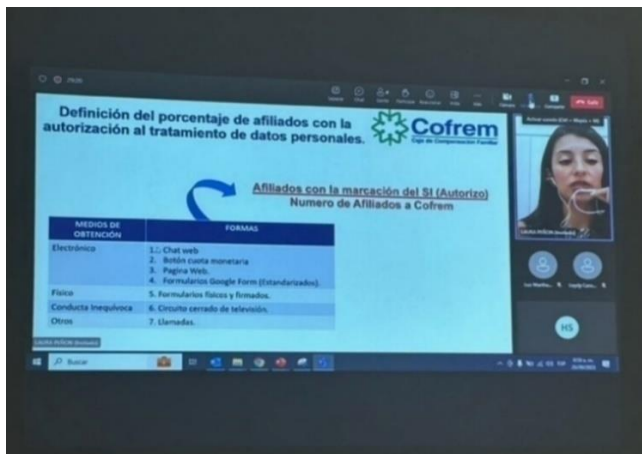 Definición del porcentaje de afiliados con la
autorización al tratamiento de datos personales.
Cofrem
Caja de Compensación Familiar
Afiliados con la marcación del SI (Autorizo)
Numero de Afiliados a Cofrem
MEDIOS DE
OBTENCIÓN
FORMAS
Electrónico
1. Chat web
2. Botón cuota monetaria
3. Pagina Web.
4. Formularios Google Form (Estandarizados).
Físico
5. Formularios físicos y firmados.
Conducta Inequívoca
6. Circuito cerrado de televisión.
Otros
7. Llamadas.
HS
Buscar